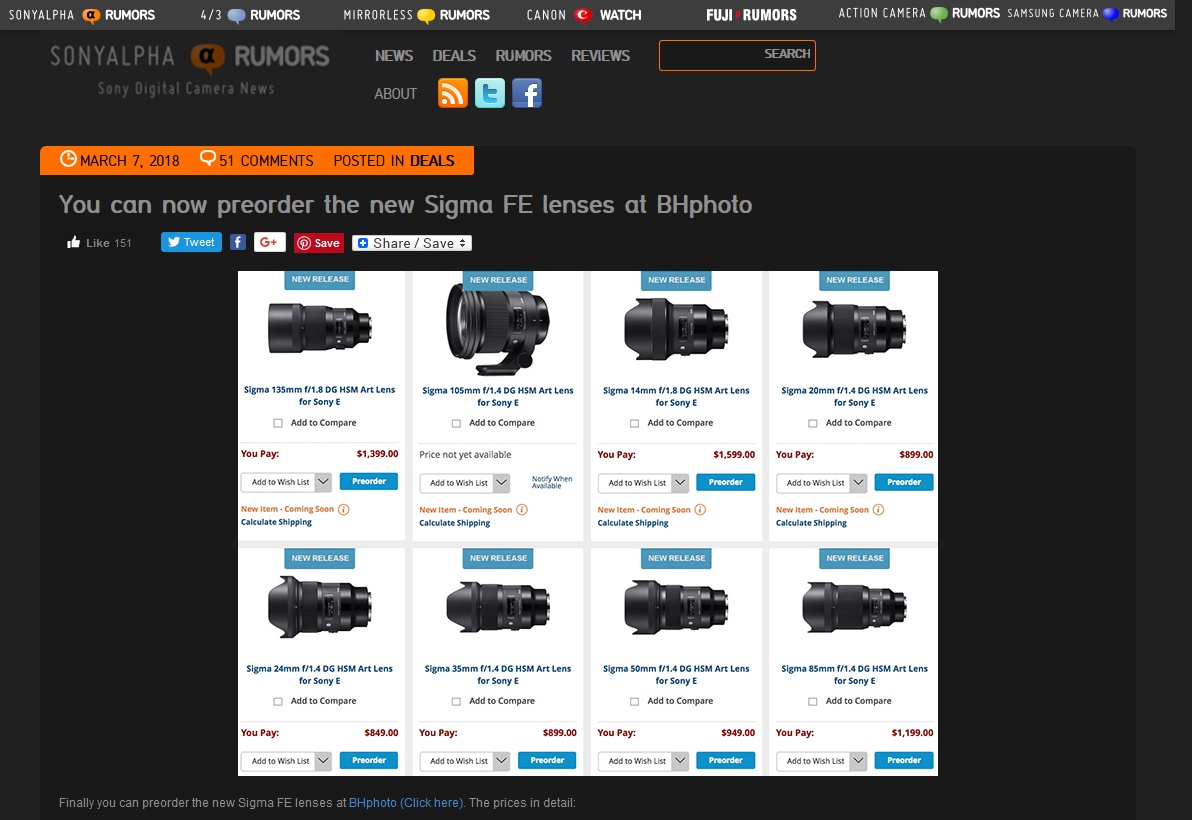 SONYALPHA α RUMORS 4/3 RUMORS MIRRORLESS RUMORS CANON WATCH FUJI RUMORS ACTION CAMERA RUMORS SAMSUNG CAMERA RUMORS
SONYALPHA α RUMORS
Sony Digital Camera News
NEWS DEALS RUMORS REVIEWS
SEARCH
ABOUT
MARCH 7, 2018 51 COMMENTS POSTED IN DEALS
You can now preorder the new Sigma FE lenses at BHphoto
Like 151 Tweet f G+ Save Share / Save
NEW RELEASE NEW RELEASE NEW RELEASE NEW RELEASE
Sigma 135mm f/1.8 DG HSM Art Lens Sigma 105mm f/1.4 DG HSM Art Lens Sigma 14mm f/1.8 DG HSM Art Lens Sigma 20mm f/1.4 DG HSM Art Lens
for Sony E for Sony E for Sony E for Sony E
Add to Compare Add to Compare Add to Compare Add to Compare
You Pay: $1,399.00 Price not yet available You Pay: $1,599.00 You Pay: $899.00
Add to Wish List Preorder Add to Wish List Notify When Available Add to Wish List Preorder Add to Wish List Preorder
New Item - Coming Soon New Item - Coming Soon New Item - Coming Soon New Item - Coming Soon
Calculate Shipping Calculate Shipping Calculate Shipping Calculate Shipping
NEW RELEASE NEW RELEASE NEW RELEASE NEW RELEASE
Sigma 24mm f/1.4 DG HSM Art Lens Sigma 35mm f/1.4 DG HSM Art Lens Sigma 50mm f/1.4 DG HSM Art Lens Sigma 85mm f/1.4 DG HSM Art Lens
for Sony E for Sony E for Sony E for Sony E
Add to Compare Add to Compare Add to Compare Add to Compare
You Pay: $849.00 You Pay: $899.00 You Pay: $949.00 You Pay: $1,199.00
Add to Wish List Preorder Add to Wish List Preorder Add to Wish List Preorder Add to Wish List Preorder
Finally you can preorder the new Sigma FE lenses at BHphoto (Click here). The prices in detail: